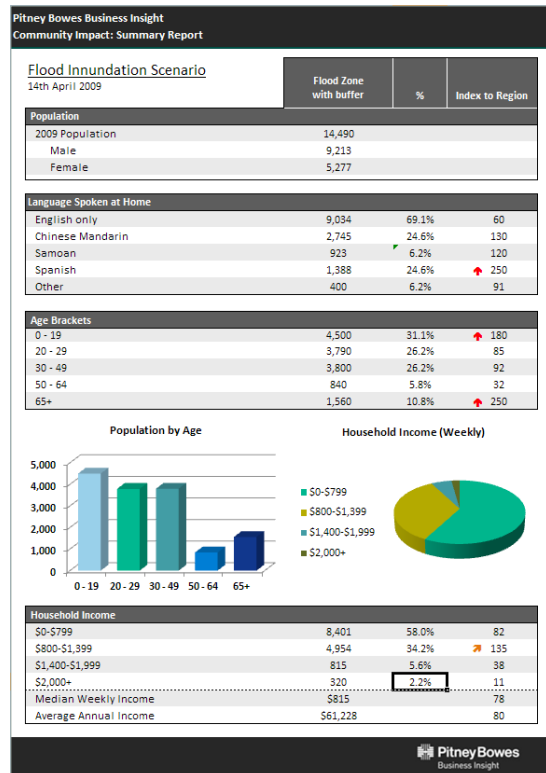 Pitney Bowes Business Insight
Community Impact: Summary Report
Flood Innundation Scenario
14th April 2009
Flood Zone with buffer % Index to Region
Population
2009 Population 14,490
Male 9,213
Female 5,277
Language Spoken at Home
English only 9,034 69.1% 60
Chinese Mandarin 2,745 24.6% 130
Samoan 923 6.2% 120
Spanish 1,388 24.6% 250
Other 400 6.2% 91
Age Brackets
0 - 19 4,500 31.1% 180
20 - 29 3,790 26.2% 85
30 - 49 3,800 26.2% 92
50 - 64 840 5.8% 32
65+ 1,560 10.8% 250
Population by Age
5,000
4,000
3,000
2,000
1,000
0
0 - 19 20 - 29 30 - 49 50 - 64 65+
Household Income (Weekly)
$0-$799
$800-$1,399
$1,400-$1,999
$2,000+
Household Income
$0-$799 8,401 58.0% 82
$800-$1,399 4,954 34.2% 135
$1,400-$1,999 815 5.6% 38
$2,000+ 320 2.2% 11
Median Weekly Income $815 78
Average Annual Income $61,228 80
Pitney Bowes
Business Insight